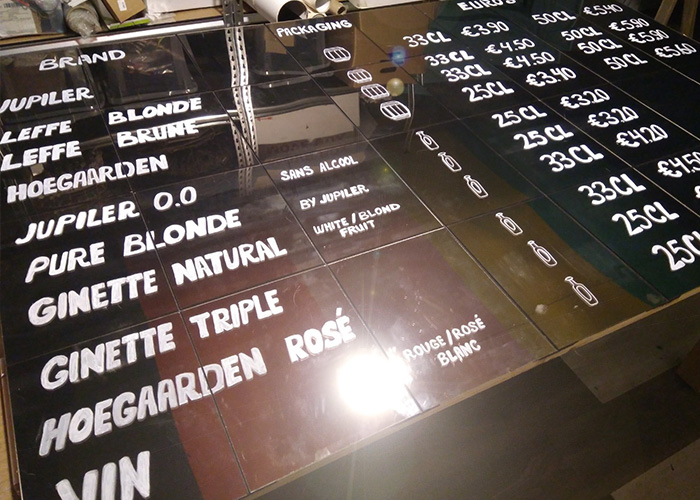 BRAND PACKAGING EUROS
JUPILER 33CL €3.90 50CL €5.40
LEFFE BLONDE 33CL €4.50 50CL €5.90
LEFFE BRUNE 33CL €4.50 50CL €5.90
HOEGAARDEN 25CL €3.40 50CL €5.60
JUPILER 0.0 SANS ALCOOL 25CL €3.20
PURE BLONDE BY JUPILER 25CL €3.20
GINETTE NATURAL WHITE/BLOND 33CL €4.20
FRUIT
GINETTE TRIPLE 33CL
HOEGAARDEN ROSÉ 25CL
VIN ROUGE/ROSÉ 25CL
BLANC